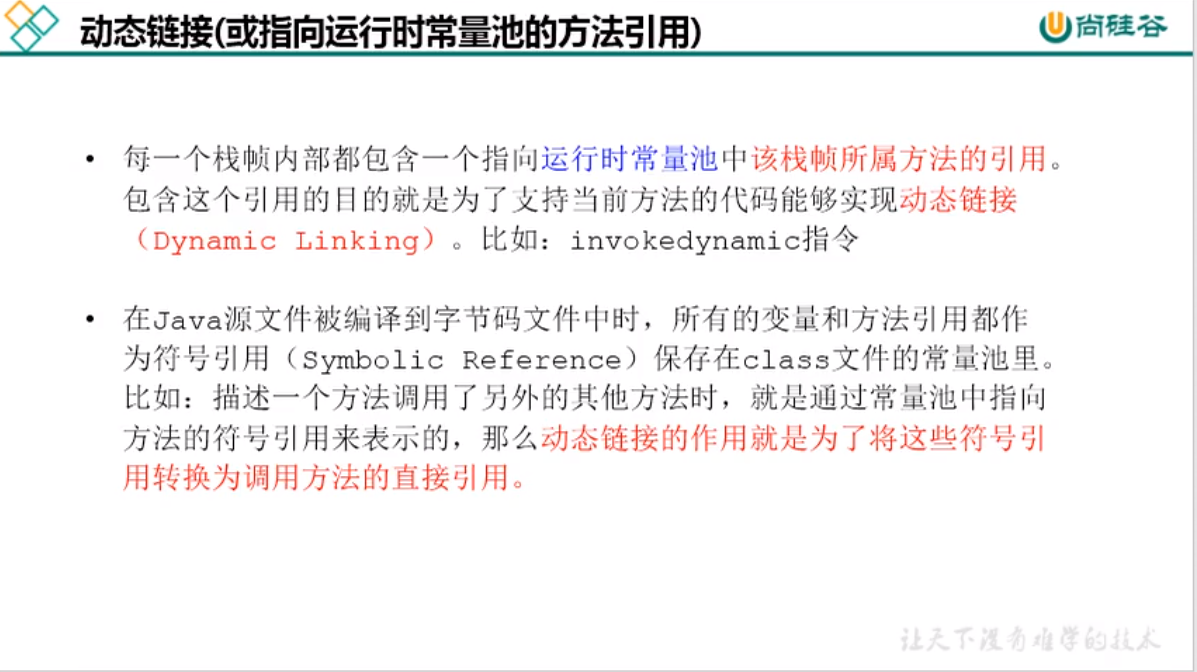 动态链接(或指向运行时常量池的方法引用)
尚硅谷
• 每一个栈帧内部都包含一个指向运行时常量池中该栈帧所属方法的引用。
包含这个引用的目的就是为了支持当前方法的代码能够实现动态链接
（Dynamic Linking）。比如：invokedynamic指令
• 在Java源文件被编译到字节码文件中时，所有的变量和方法引用都作
为符号引用（Symbolic Reference）保存在class文件的常量池里。
比如：描述一个方法调用了另外的其他方法时，就是通过常量池中指向
方法的符号引用来表示的，那么动态链接的作用就是为了将这些符号引
用转换为调用方法的直接引用。
让天下没有难学的技术